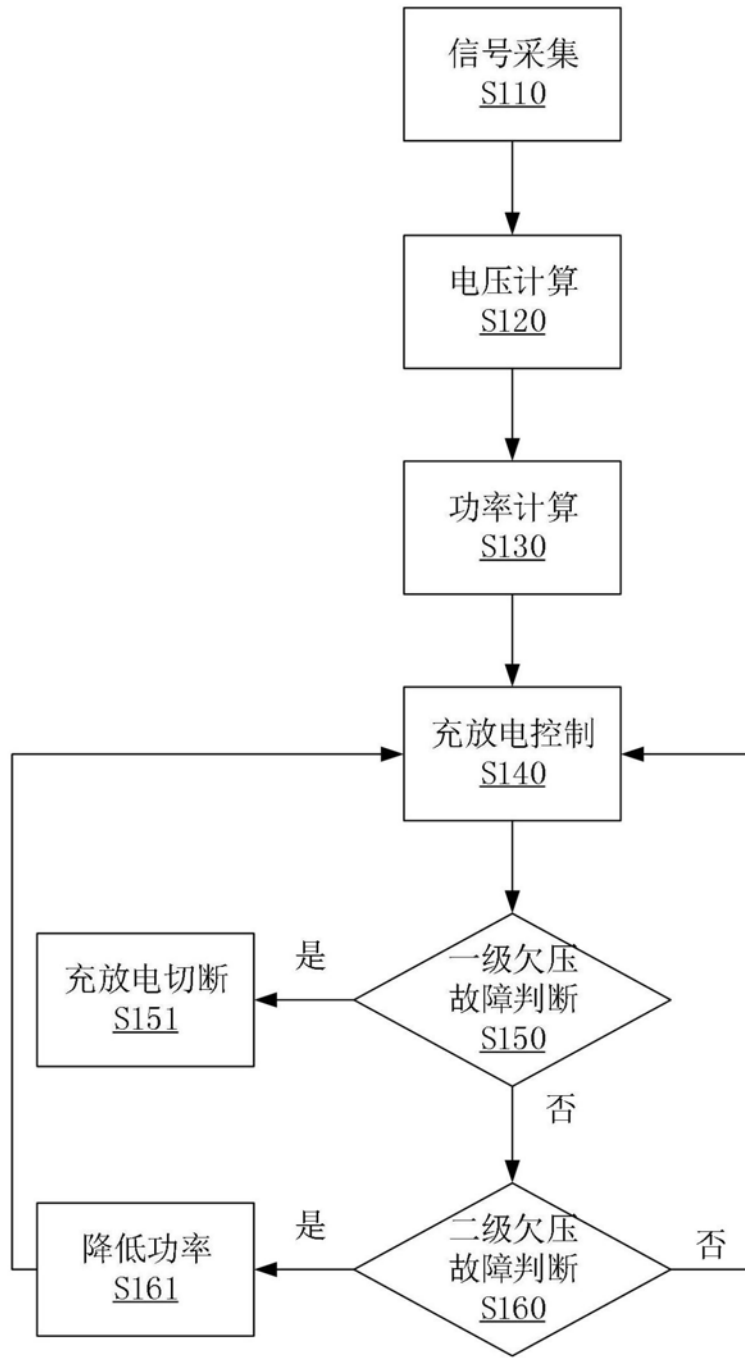 信号采集
S110
电压计算
S120
功率计算
S130
充放电控制
S140
一级欠压
故障判断
S150
是
充放电切断
S151
否
二级欠压
故障判断
S160
是
降低功率
S161
否